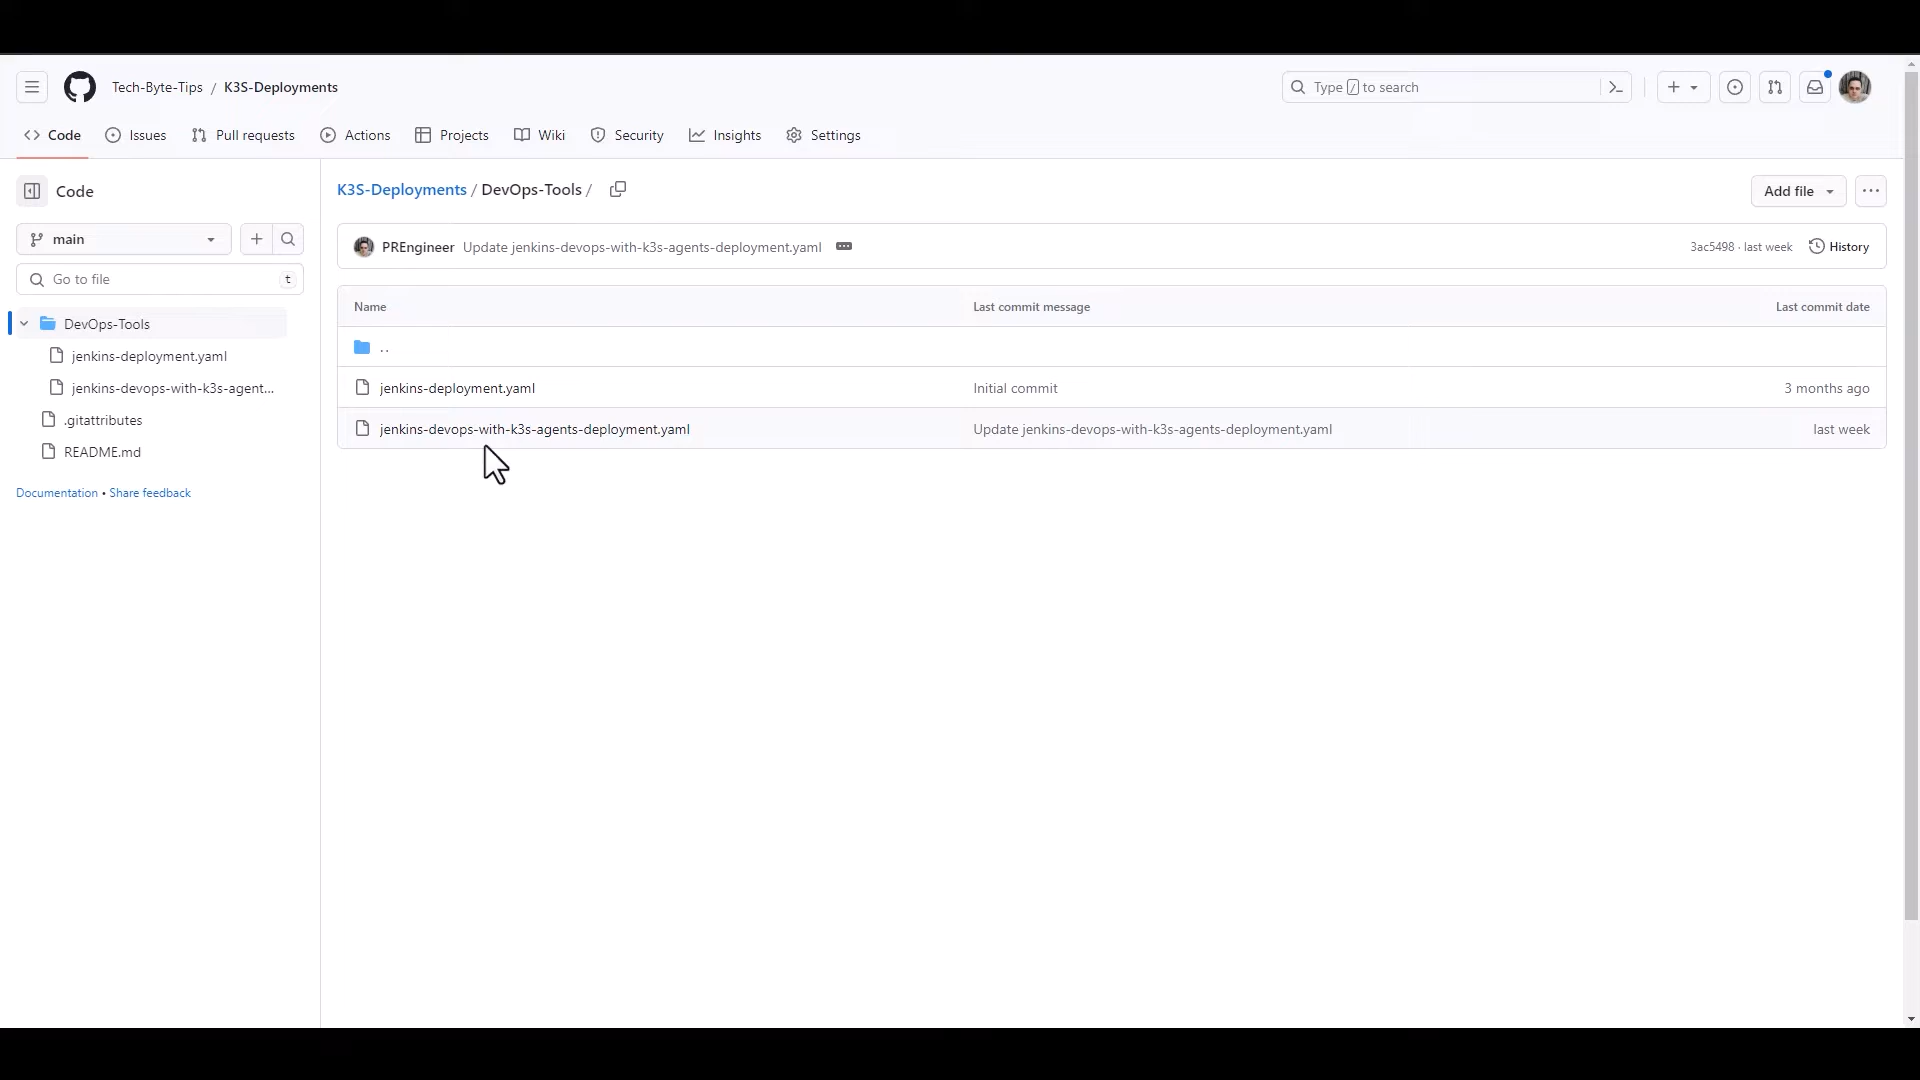 Tech-Byte-Tips / K3S-Deployments
Type / to search
Code Issues Pull requests Actions Projects Wiki Security Insights Settings
Code
main
Go to file t
DevOps-Tools
jenkins-deployment.yaml
jenkins-devops-with-k3s-agent...
.gitattributes
README.md
Documentation • Share feedback
K3S-Deployments / DevOps-Tools /
Add file
PREngineer Update jenkins-devops-with-k3s-agents-deployment.yaml
3ac5498 · last week History
Name Last commit message Last commit date
..
jenkins-deployment.yaml Initial commit 3 months ago
jenkins-devops-with-k3s-agents-deployment.yaml Update jenkins-devops-with-k3s-agents-deployment.yaml last week